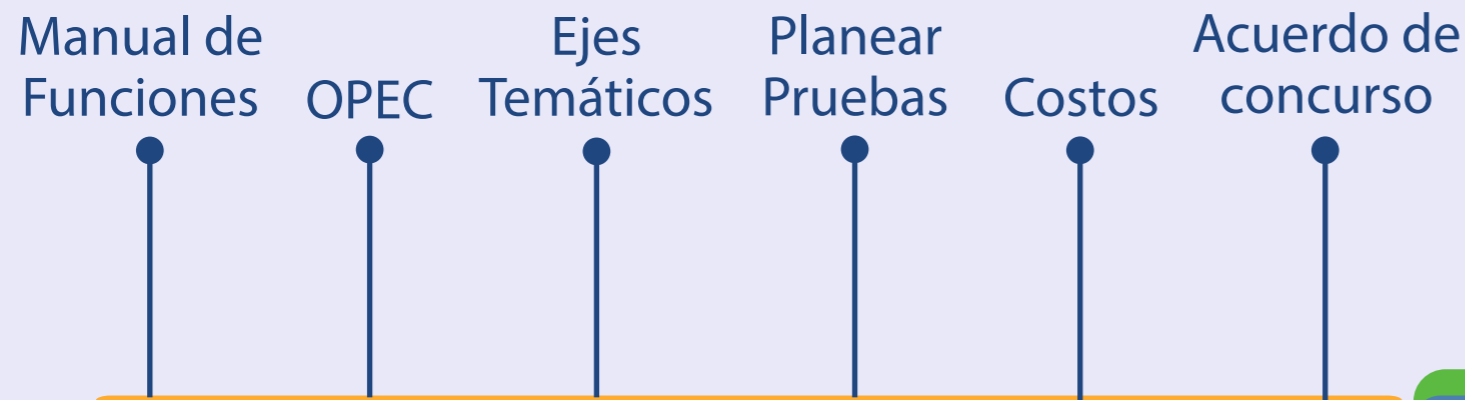 Manual de
Funciones
OPEC
Ejes
Temáticos
Planear
Pruebas
Costos
Acuerdo de
concurso